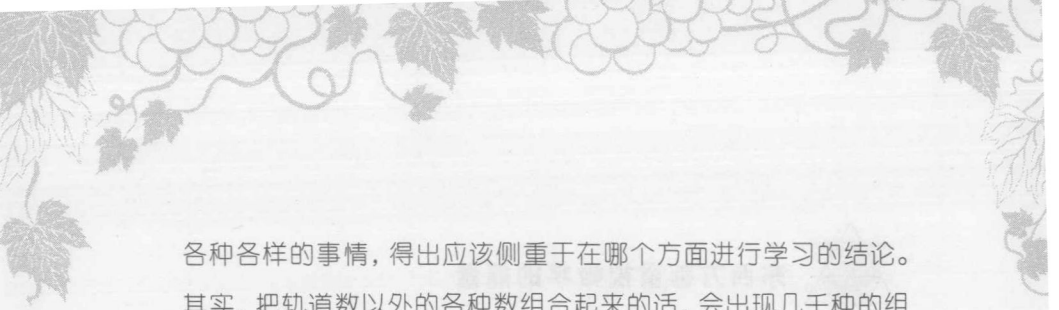 各种各样的事情，得出应该侧重于在哪个方面进行学习的结论。
其实 把轨道数以外的各种数组合起来的话 会出现几千种的组